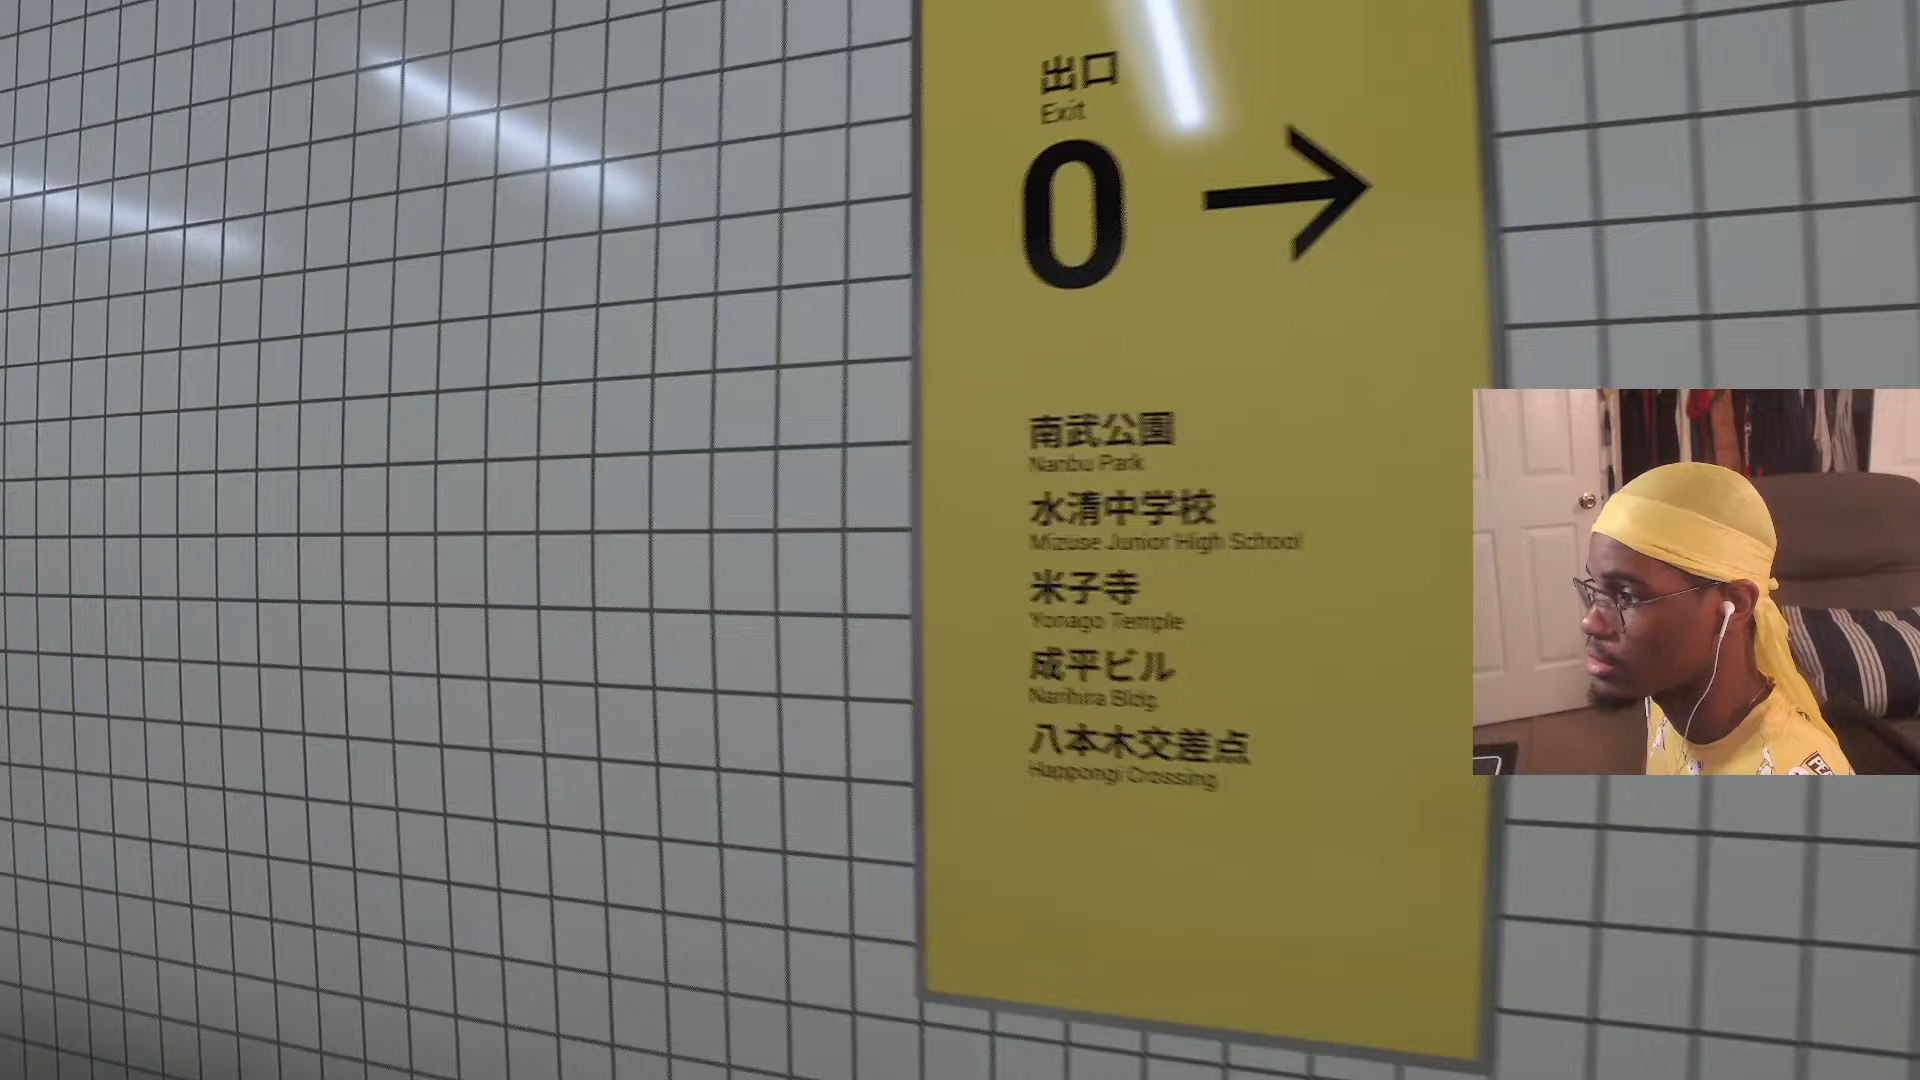 出口
Exit
0
南武公園
Nanbu Park
水清中学校
Mizuse Junior High School
米子寺
Yonago Temple
成平ビル
Narihira Bldg.
八本木交差点
Happongi Crossing